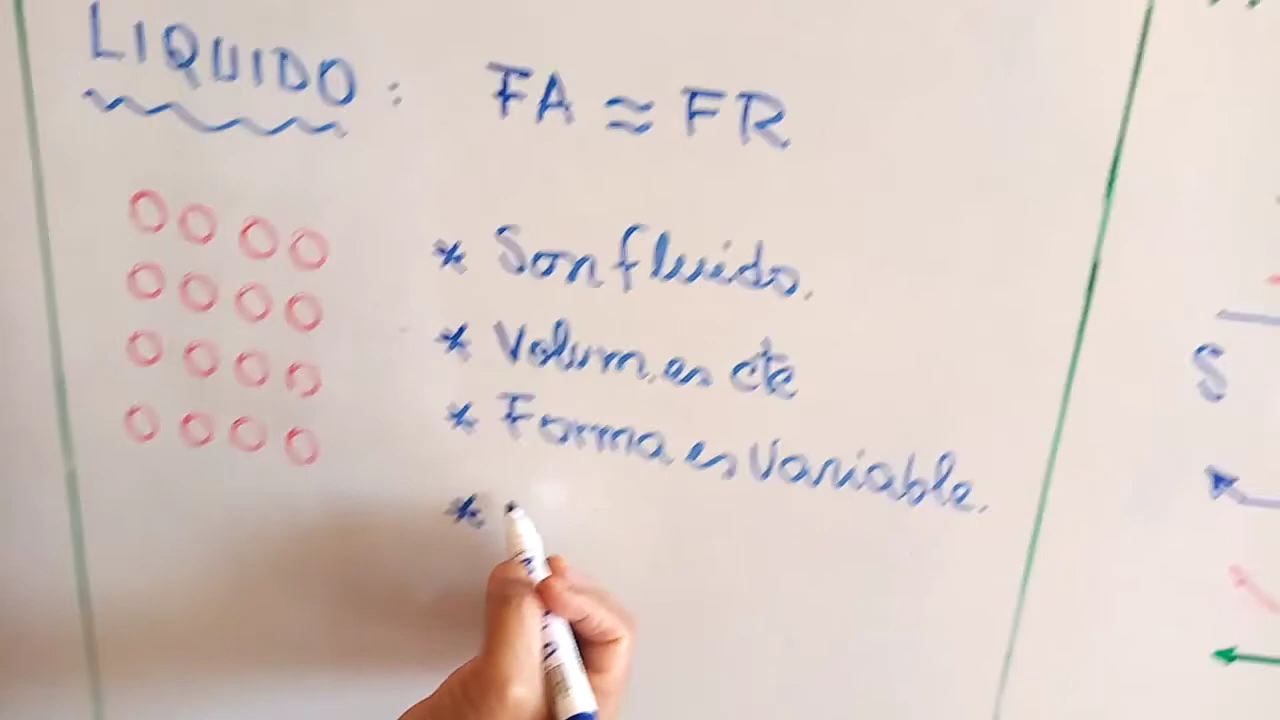 LIQUIDO : FA ≈ FR
* Son fluido.
* Volumen cte
* Forma es Variable.
*
S